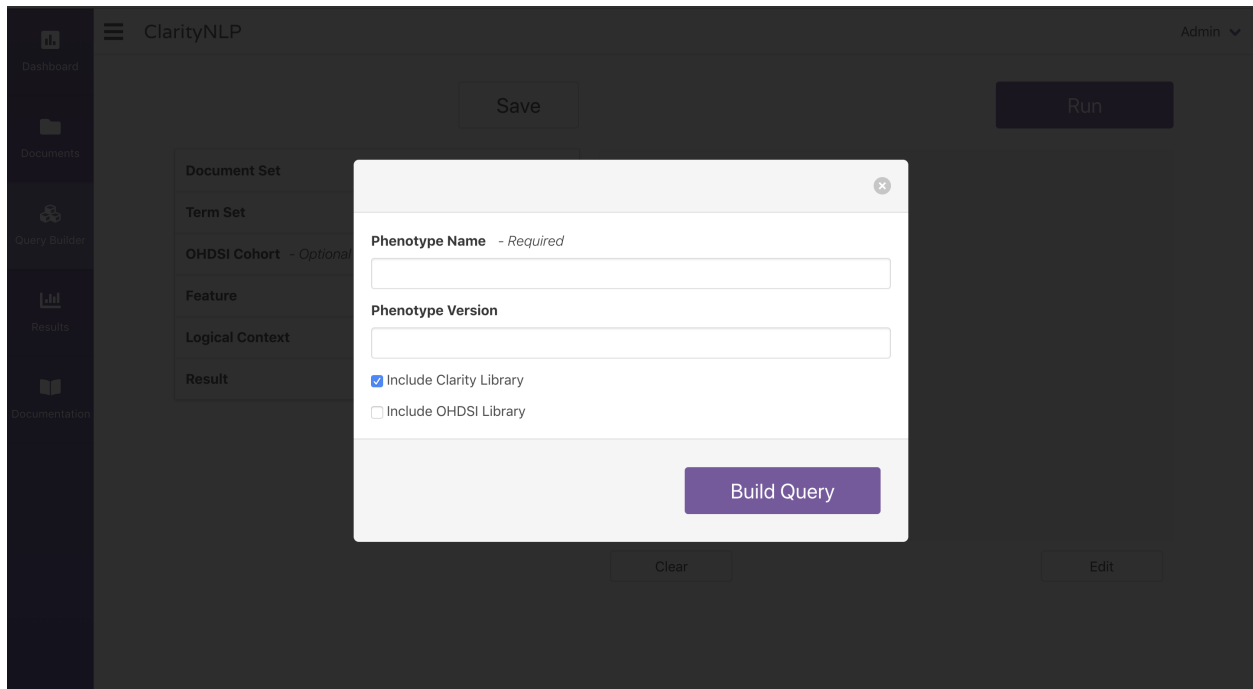 ClarityNLP
Admin
Dashboard
Documents
Query Builder
Results
Documentation
Save
Run
Document Set
Term Set
OHDSI Cohort - Optional
Feature
Logical Context
Result
Phenotype Name - Required
Phenotype Version
Include Clarity Library
Include OHDSI Library
Build Query
Clear
Edit